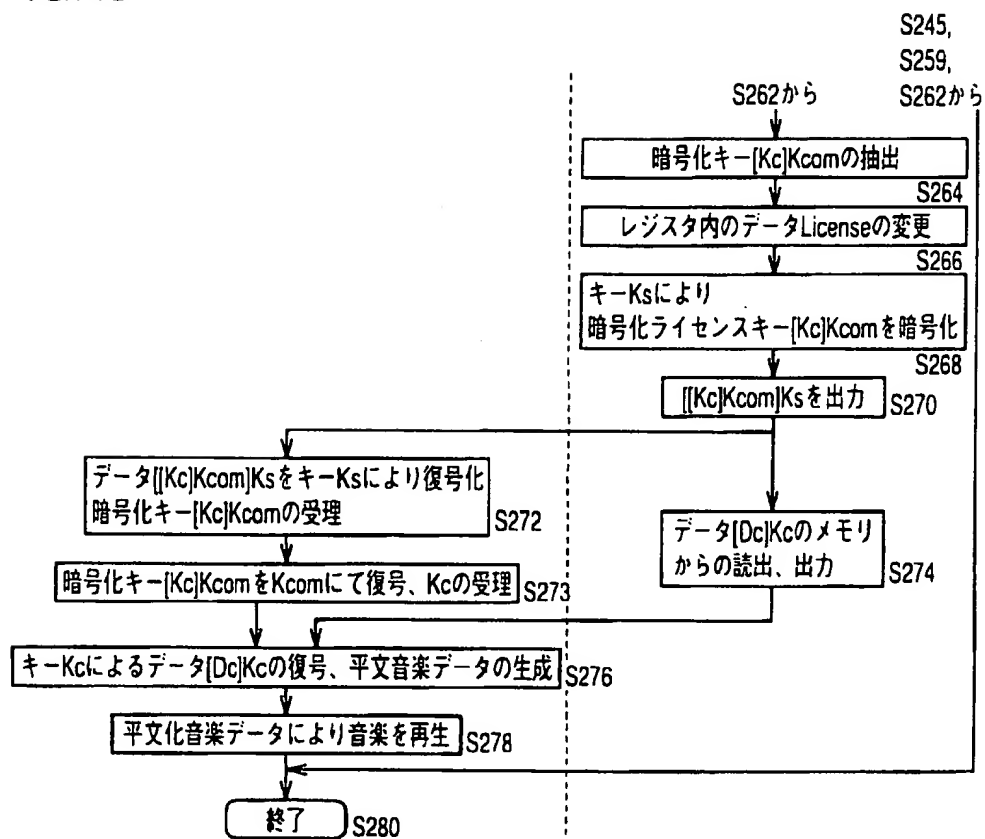 S245,
S259,
S262から
S262から
暗号化キー[Kc]Kcomの抽出
S264
レジスタ内のデータLicenseの変更
S266
キーKsにより
暗号化ライセンスキー[Kc]Kcomを暗号化
S268
[[Kc]Kcom]Ksを出力
S270
データ[[Kc]Kcom]KsをキーKsにより復号化
暗号化キー[Kc]Kcomの受理
S272
データ[Dc]Kcのメモリ
からの読出、出力
S274
暗号化キー[Kc]KcomをKcomにて復号、Kcの受理
S273
キーKcによるデータ[Dc]Kcの復号、平文音楽データの生成
S276
平文化音楽データにより音楽を再生
S278
終了
S280